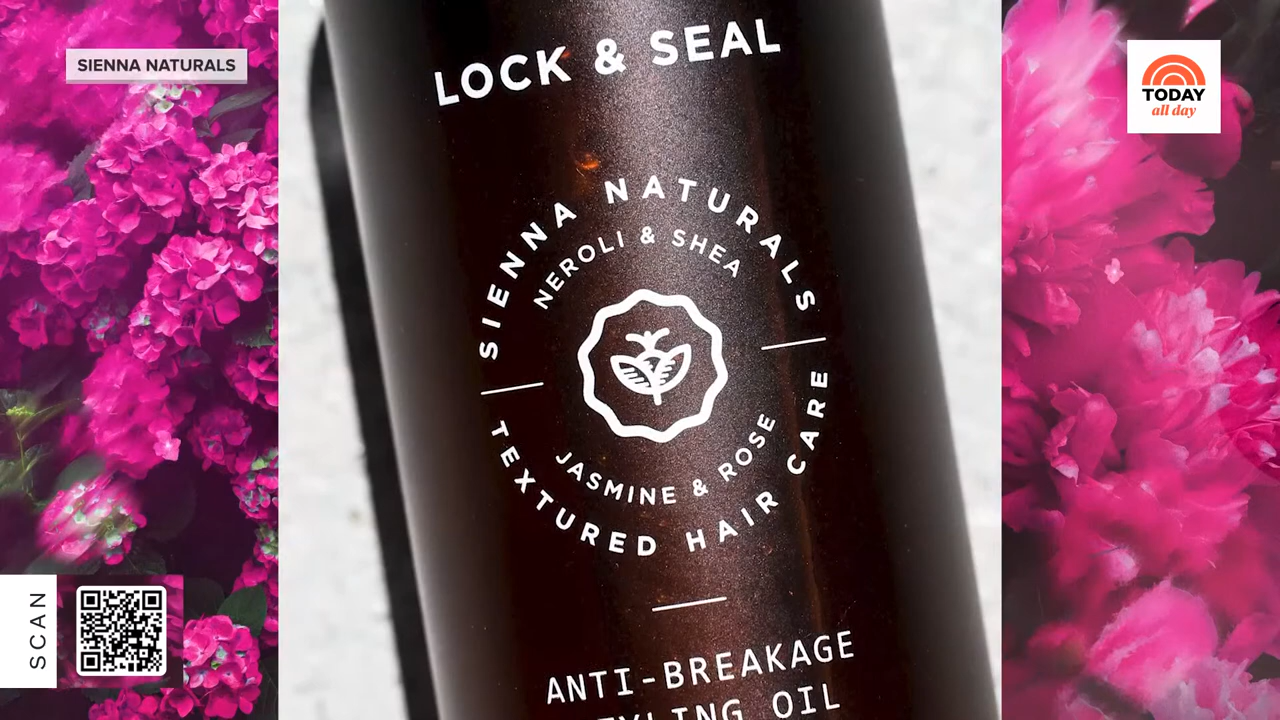 SIENNA NATURALS
TODAY
all day
LOCK & SEAL
SIENNA NATURALS
NEROLI & SHEA
JASMINE & ROSE
TEXTURED HAIR CARE
ANTI-BREAKAGE
OIL
SCAN